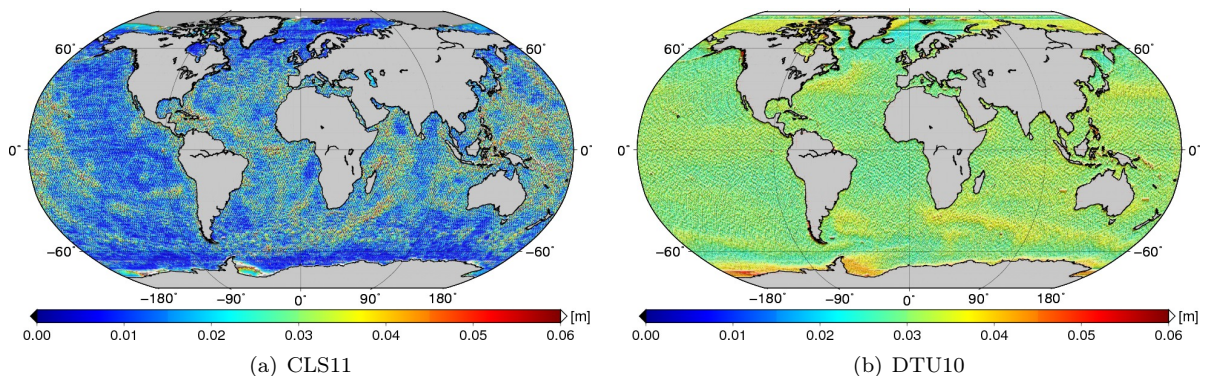 60° 60° 60° 60°
0° 0° 0° 0°
−60° −60° −60° −60°
−180° −90° 0° 90° 180° −180° −90° 0° 90° 180°
[m] [m]
0.00 0.01 0.02 0.03 0.04 0.05 0.06 0.00 0.01 0.02 0.03 0.04 0.05 0.06
(a) CLS11 (b) DTU10